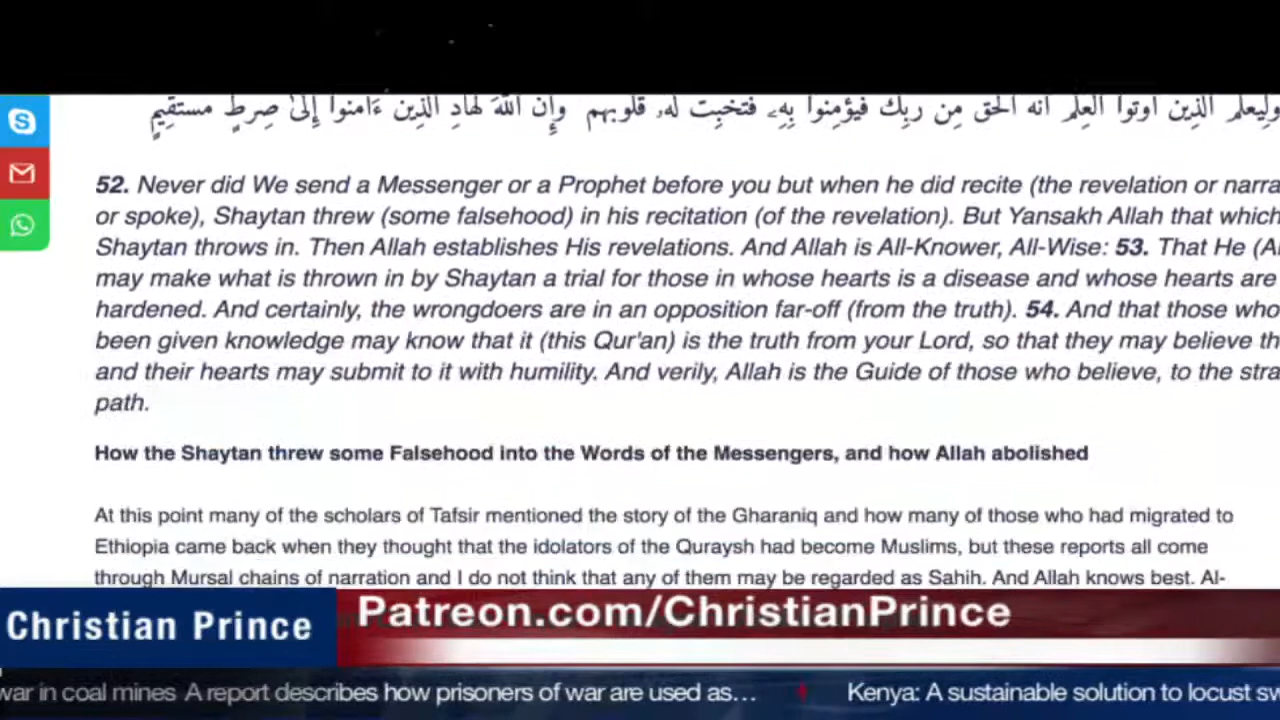 وليعلم الذين أوتوا العلم أنه الحق من ربك فيؤمنوا به فتخبت له قلوبهم وإن الله لهاد الذين ءامنوا إلى صرط مستقيم
52. Never did We send a Messenger or a Prophet before you but when he did recite (the revelation or narra
or spoke), Shaytan threw (some falsehood) in his recitation (of the revelation). But Yansakh Allah that which
Shaytan throws in. Then Allah establishes His revelations. And Allah is All-Knower, All-Wise: 53. That He (Al
may make what is thrown in by Shaytan a trial for those in whose hearts is a disease and whose hearts are
hardened. And certainly, the wrongdoers are in an opposition far-off (from the truth). 54. And that those who
been given knowledge may know that it (this Qur'an) is the truth from your Lord, so that they may believe th
and their hearts may submit to it with humility. And verily, Allah is the Guide of those who believe, to the stra
path.
How the Shaytan threw some Falsehood into the Words of the Messengers, and how Allah abolished
At this point many of the scholars of Tafsir mentioned the story of the Gharaniq and how many of those who had migrated to
Ethiopia came back when they thought that the idolators of the Quraysh had become Muslims, but these reports all come
through Mursal chains of narration and I do not think that any of them may be regarded as Sahih. And Allah knows best. Al-
Christian Prince
Patreon.com/ChristianPrince
war in coal mines A report describes how prisoners of war are used as… Kenya: A sustainable solution to locust sw